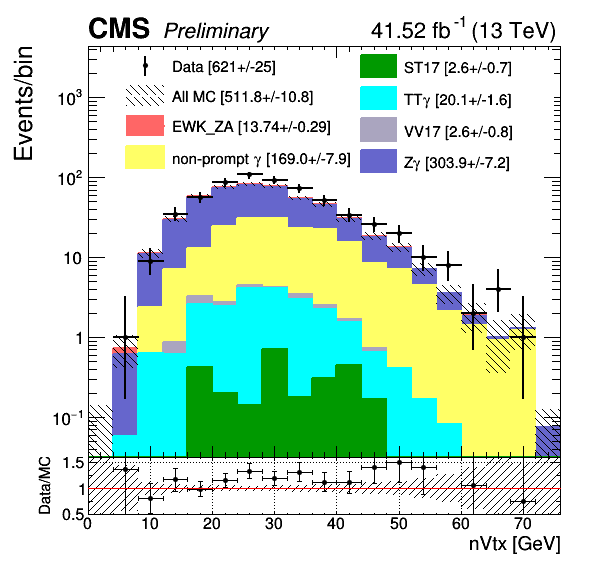 CMS Preliminary 41.52 fb⁻¹ (13 TeV)
Events/bin
Data [621+/-25]
All MC [511.8+/-10.8]
EWK_ZA [13.74+/-0.29]
non-prompt γ [169.0+/-7.9]
ST17 [2.6+/-0.7]
TTγ [20.1+/-1.6]
VV17 [2.6+/-0.8]
Zγ [303.9+/-7.2]
10³
10²
10
1
10⁻¹
Data/MC
1.5
1
0.5
0 10 20 30 40 50 60 70
nVtx [GeV]